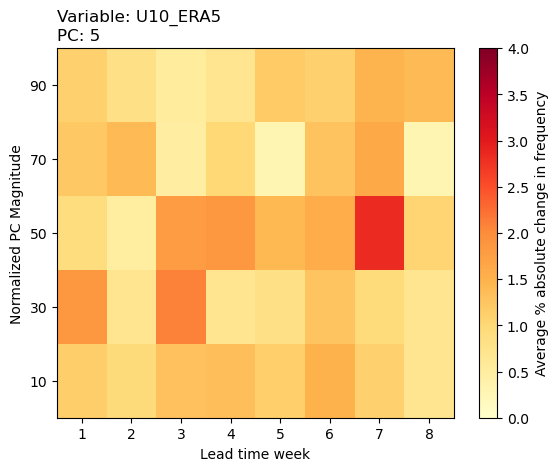 Variable: U10_ERA5
PC: 5
Normalized PC Magnitude
90
70
50
30
10
1 2 3 4 5 6 7 8
Lead time week
4.0
3.5
3.0
2.5
2.0
1.5
1.0
0.5
0.0
Average % absolute change in frequency